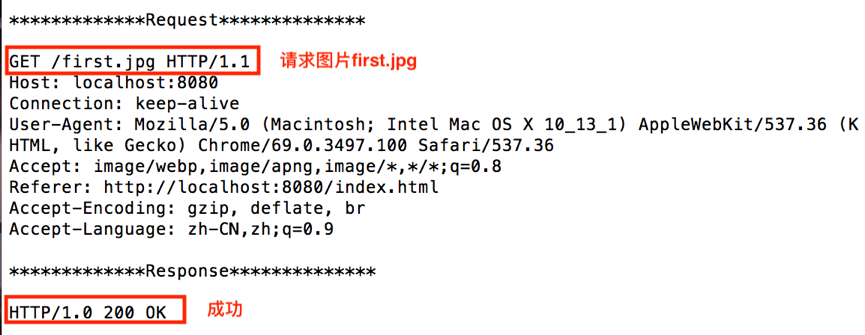 *************Request**************
GET /first.jpg HTTP/1.1 请求图片first.jpg
Host: localhost:8080
Connection: keep-alive
User-Agent: Mozilla/5.0 (Macintosh; Intel Mac OS X 10_13_1) AppleWebKit/537.36 (K
HTML, like Gecko) Chrome/69.0.3497.100 Safari/537.36
Accept: image/webp,image/apng,image/*,*/*;q=0.8
Referer: http://localhost:8080/index.html
Accept-Encoding: gzip, deflate, br
Accept-Language: zh-CN,zh;q=0.9
*************Response**************
HTTP/1.0 200 OK 成功